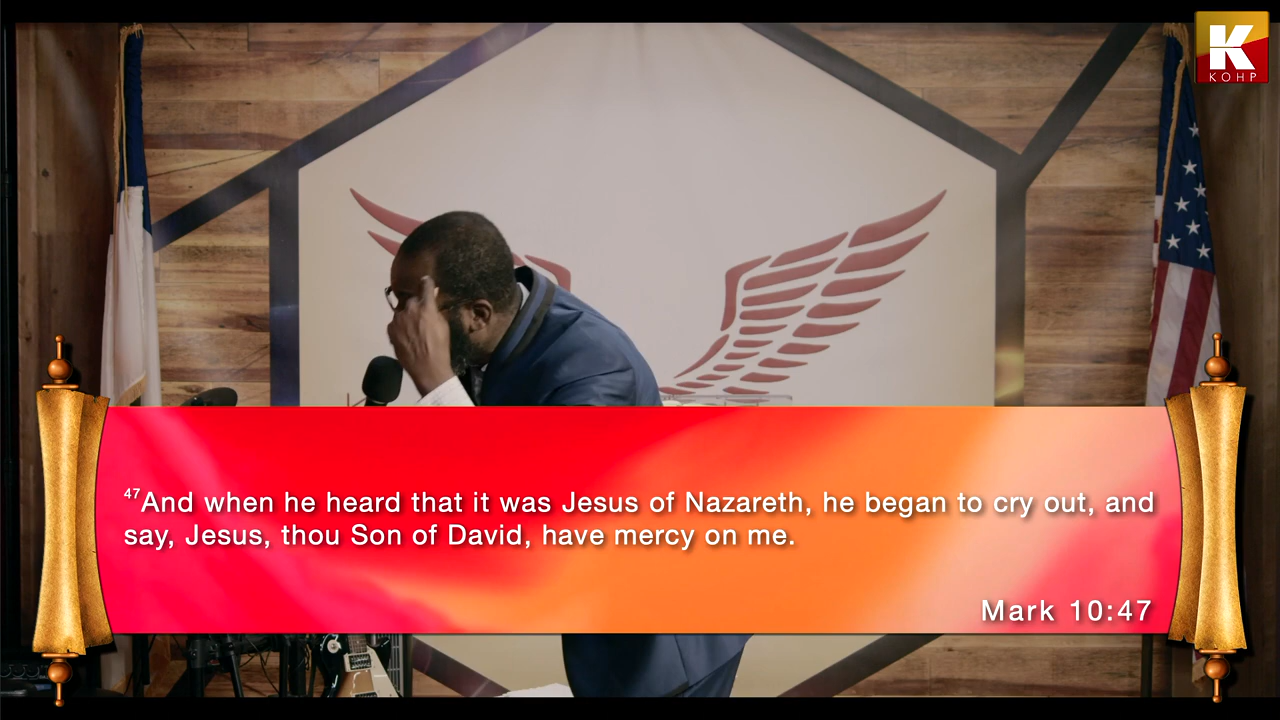 K
KOHP
47And when he heard that it was Jesus of Nazareth, he began to cry out, and
say, Jesus, thou Son of David, have mercy on me.
Mark 10:47